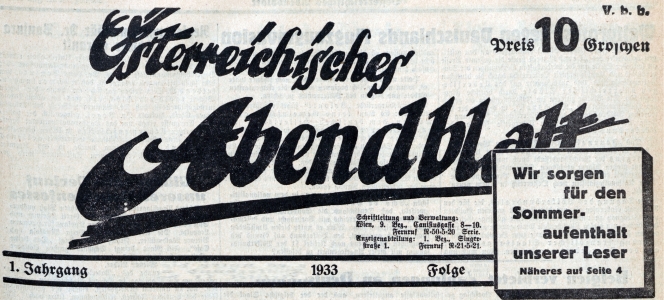 V. b. b.
Österreichisches
Preis 10 Groschen
Abendblatt
Schriftleitung und Verwaltung:
Wien, 9. Bez., Canisiusgasse 8—10.
Fernruf R-50-5-20 Serie.
Anzeigenabteilung: 1. Bez., Singer-
straße 1. Fernruf R-21-5-21.
Wir sorgen
für den
Sommer-
aufenthalt
unserer Leser
Näheres auf Seite 4
1. Jahrgang 1933 Folge